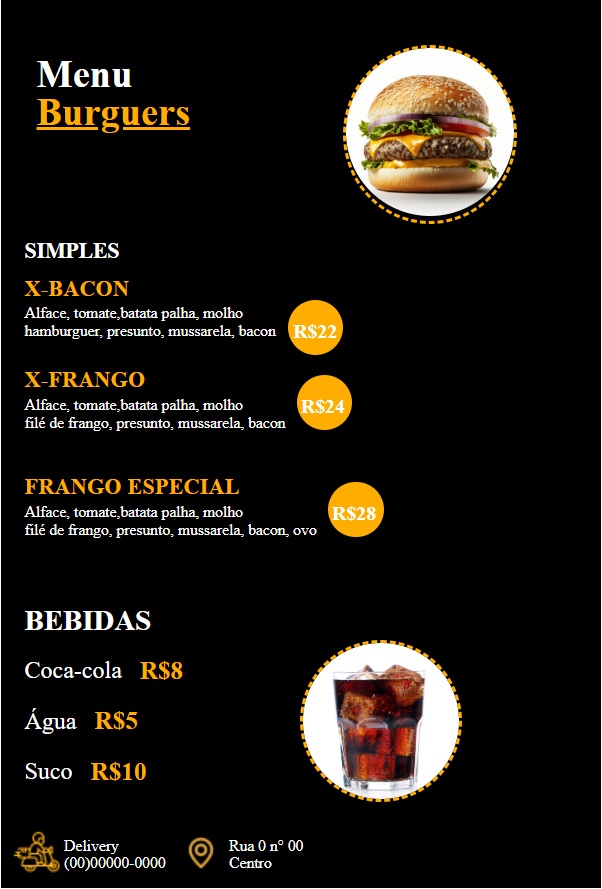 Menu
Burguers
SIMPLES
X-BACON
Alface, tomate,batata palha, molho
hamburguer, presunto, mussarela, bacon
R$22
X-FRANGO
Alface, tomate,batata palha, molho
filé de frango, presunto, mussarela, bacon
R$24
FRANGO ESPECIAL
Alface, tomate,batata palha, molho
filé de frango, presunto, mussarela, bacon, ovo
R$28
BEBIDAS
Coca-cola R$8
Água R$5
Suco R$10
Delivery
(00)00000-0000
Rua 0 n° 00
Centro